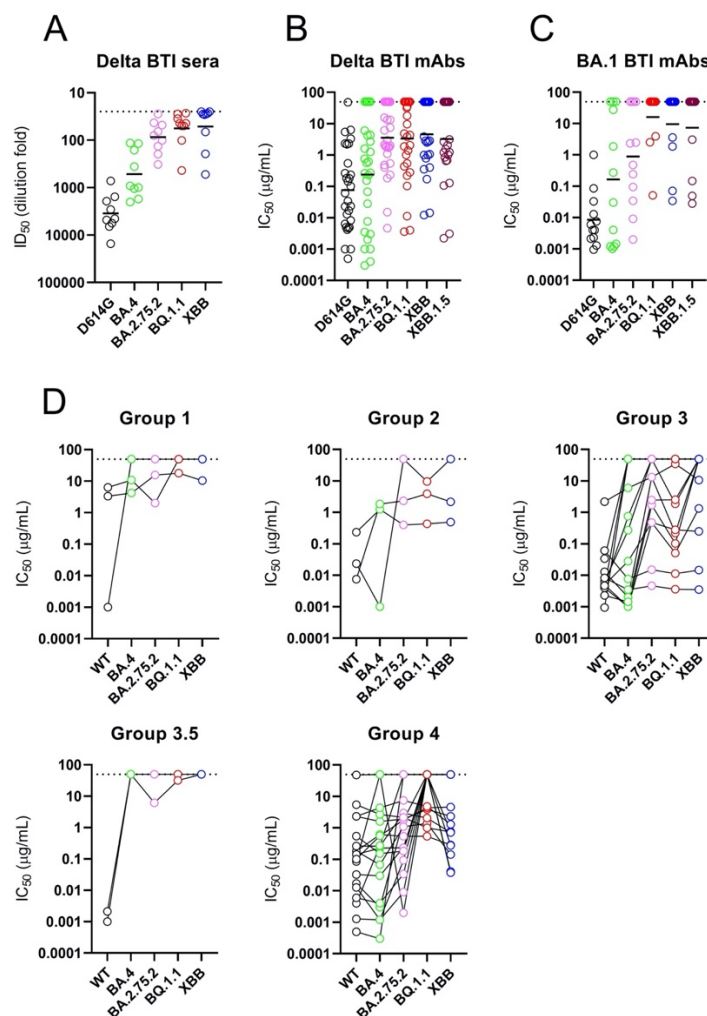 A
Delta BTI sera
ID50 (dilution fold)
10
100
1000
10000
100000
D614G
BA.4
BA.2.75.2
BQ.1.1
XBB
B
Delta BTI mAbs
IC50 (µg/mL)
100
10
1
0.1
0.01
0.001
0.0001
D614G
BA.4
BA.2.75.2
BQ.1.1
XBB
XBB.1.5
C
BA.1 BTI mAbs
IC50 (µg/mL)
100
10
1
0.1
0.01
0.001
0.0001
D614G
BA.4
BA.2.75.2
BQ.1.1
XBB
XBB.1.5
D
Group 1
IC50 (µg/mL)
100
10
1
0.1
0.01
0.001
0.0001
WT
BA.4
BA.2.75.2
BQ.1.1
XBB
Group 2
IC50 (µg/mL)
100
10
1
0.1
0.01
0.001
0.0001
WT
BA.4
BA.2.75.2
BQ.1.1
XBB
Group 3
IC50 (µg/mL)
100
10
1
0.1
0.01
0.001
0.0001
WT
BA.4
BA.2.75.2
BQ.1.1
XBB
Group 3.5
IC50 (µg/mL)
100
10
1
0.1
0.01
0.001
0.0001
WT
BA.4
BA.2.75.2
BQ.1.1
XBB
Group 4
IC50 (µg/mL)
100
10
1
0.1
0.01
0.001
0.0001
WT
BA.4
BA.2.75.2
BQ.1.1
XBB